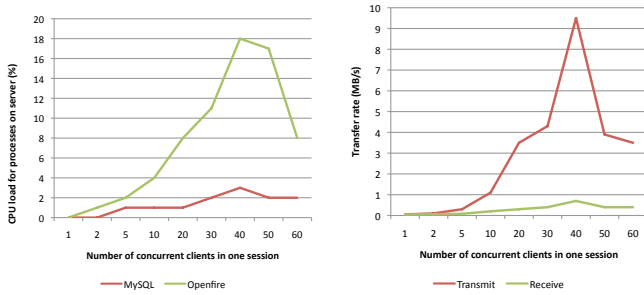 20
18
16
14
12
10
8
6
4
2
0
CPU load for processes on server (%)
1 2 5 10 20 30 40 50 60
Number of concurrent clients in one session
MySQL Openfire
10
9
8
7
6
5
4
3
2
1
0
Transfer rate (MB/s)
1 2 5 10 20 30 40 50 60
Number of concurrent clients in one session
Transmit Receive